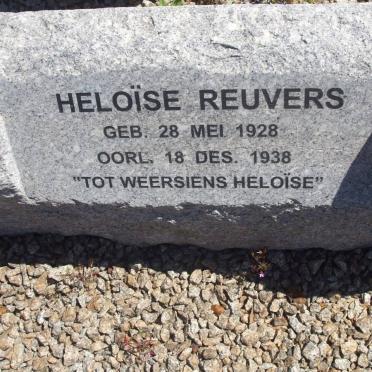 HELOÏSE REUVERS
GEB. 28 MEI 1928
OORL. 18 DES. 1938
"TOT WEERSIENS HELOÏSE"